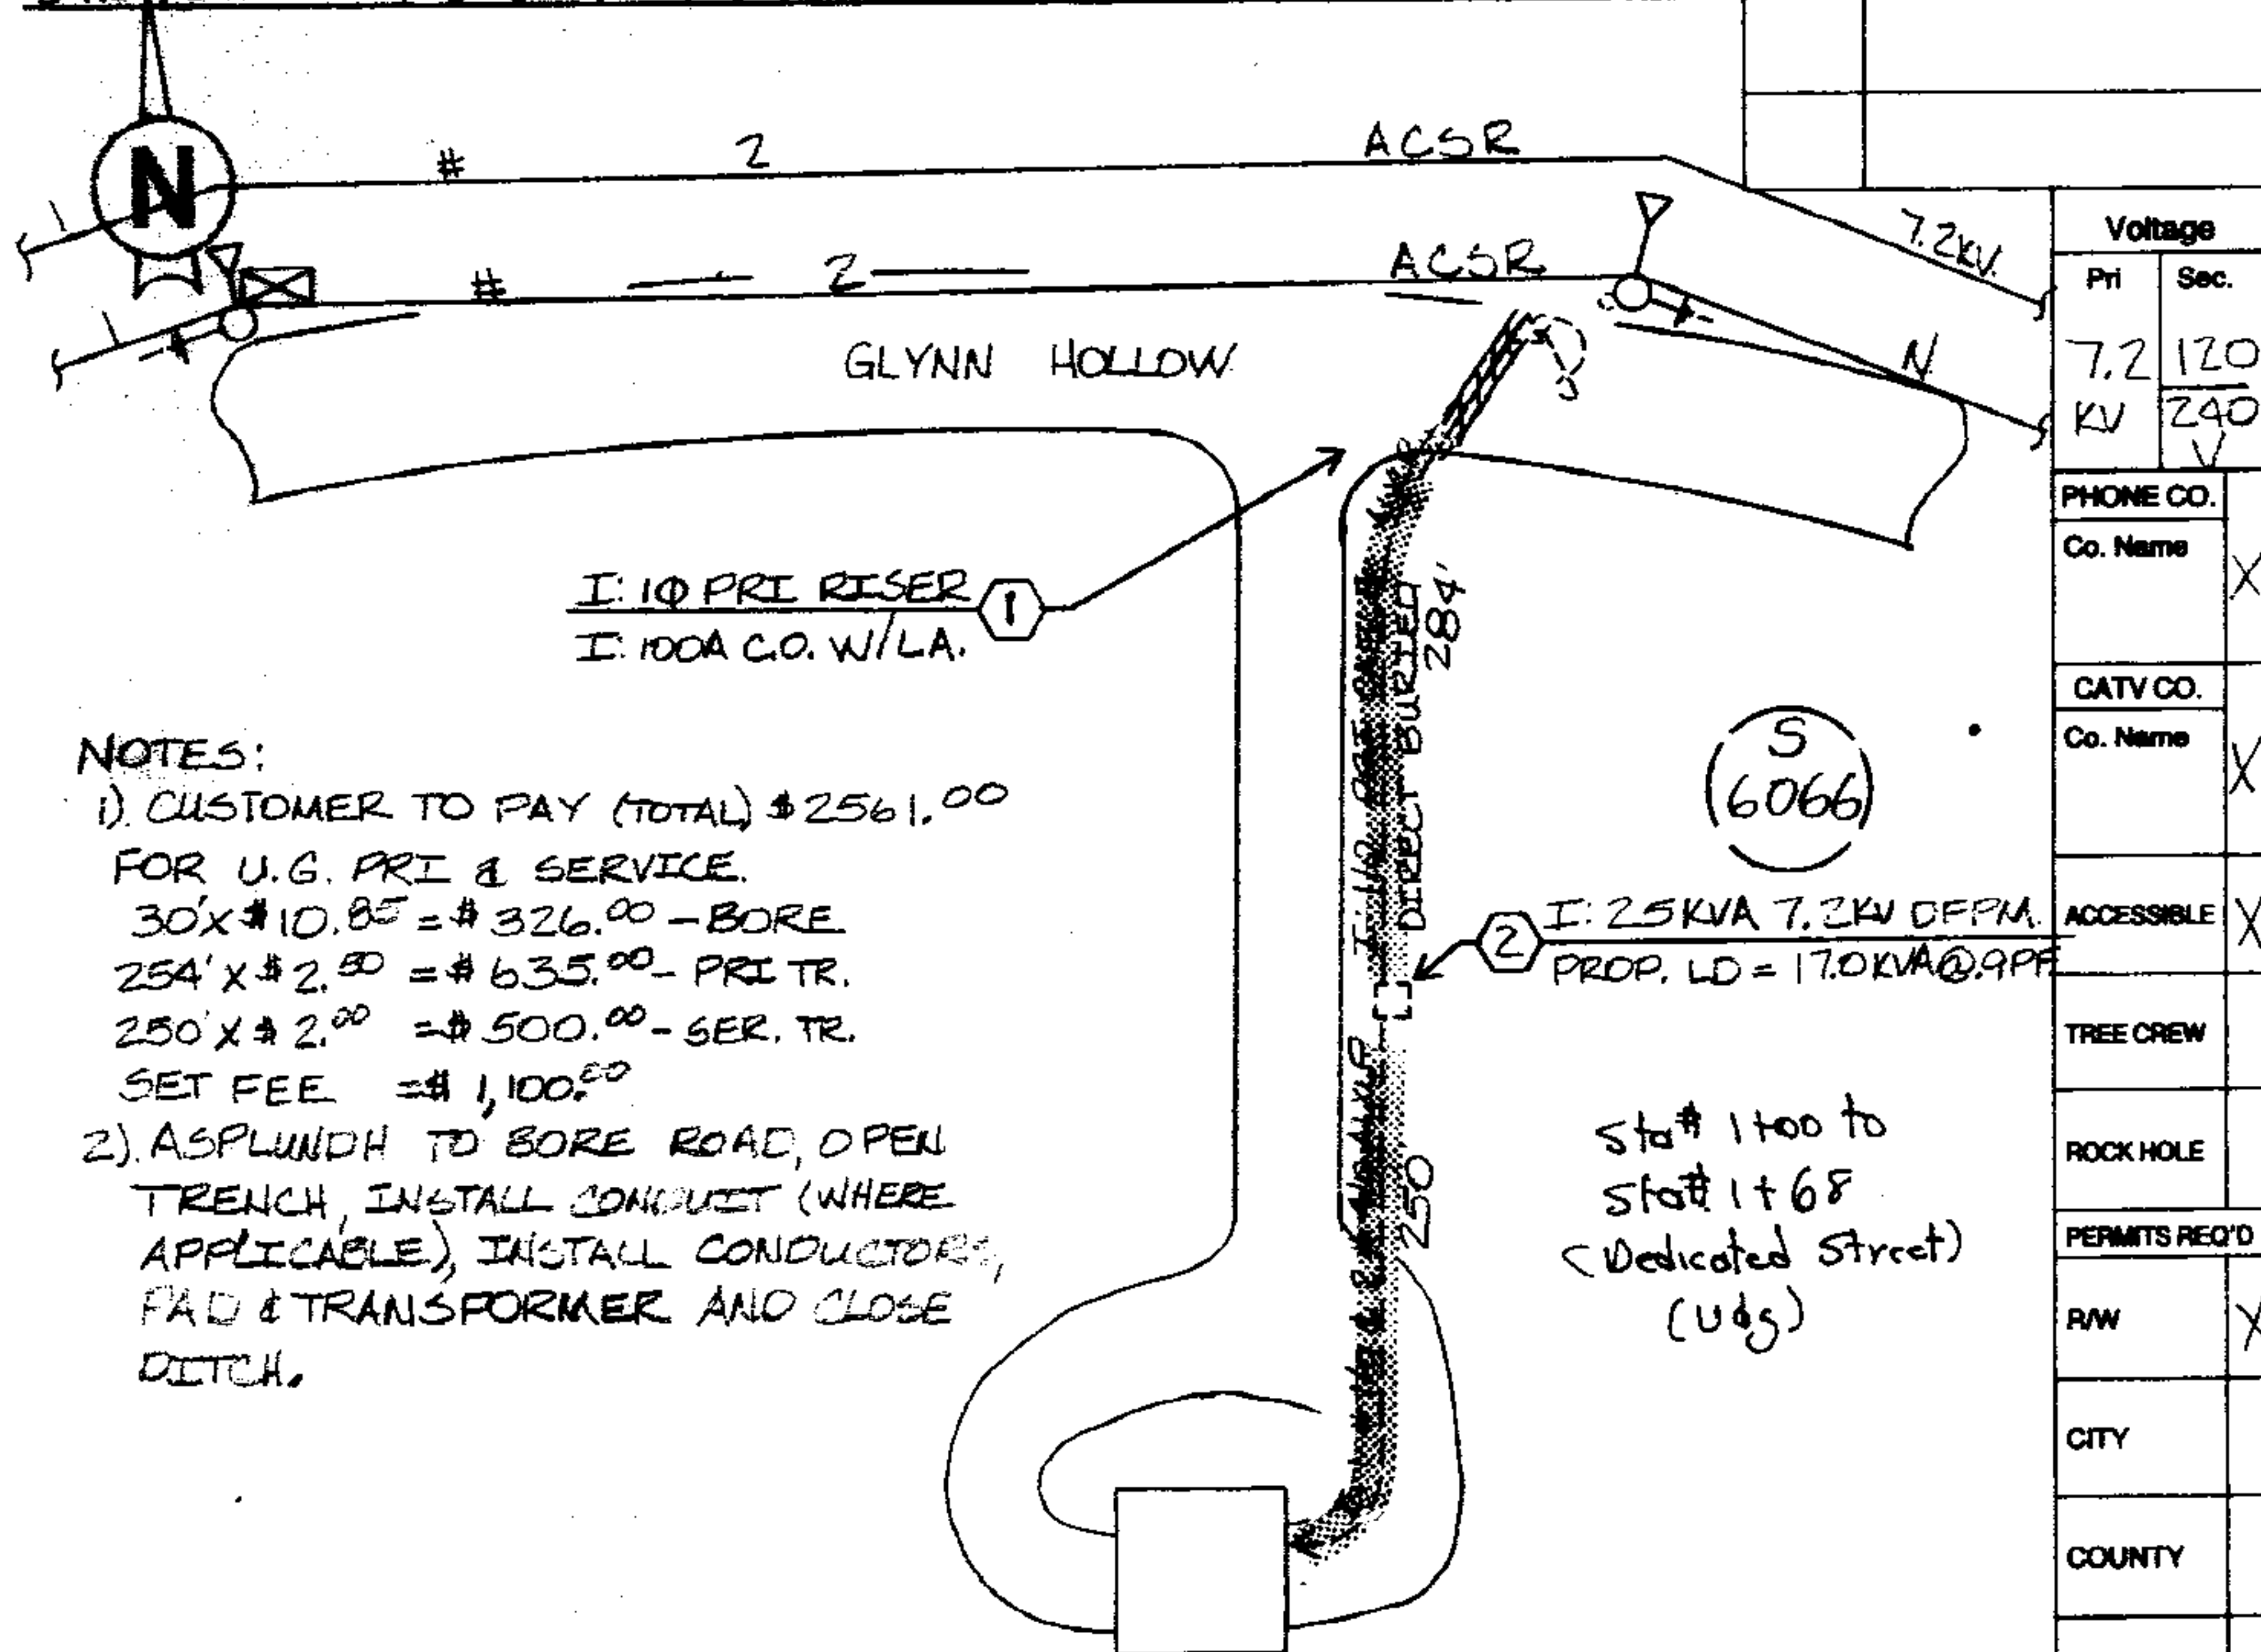 N
# 2 ACSR
7.2KV.
# 2 ACSR
N
GLYNN HOLLOW
I: 1Φ PRI RISER
I: 100A C.O. W/LA.
1
DIRECT BURIED
284'
S
6066
2
I: 25KVA 7.2KV DFPM.
PROP. LD = 17.0KVA@.9PF
250'
Sta# 1+00 to
Sta# 1+68
(Dedicated Street)
(Udg)
NOTES:
1). CUSTOMER TO PAY (TOTAL) $2561.00
FOR U.G. PRI & SERVICE.
30'x $10.85 = $326.00 - BORE
254' x $2.50 = $635.00 - PRI TR.
250' x $2.00 = $500.00 - SER. TR.
SET FEE = $1,100.00
2). ASPLUNDH TO BORE ROAD, OPEN
TRENCH, INSTALL CONDUIT (WHERE
APPLICABLE), INSTALL CONDUCTORS,
PAD & TRANSFORMER AND CLOSE
DITCH.
Voltage
Pri Sec.
7.2 120
KV 240
V
PHONE CO.
Co. Name X
CATV CO.
Co. Name X
ACCESSIBLE X
TREE CREW
ROCK HOLE
PERMITS REQ'D
R/W X
CITY
COUNTY